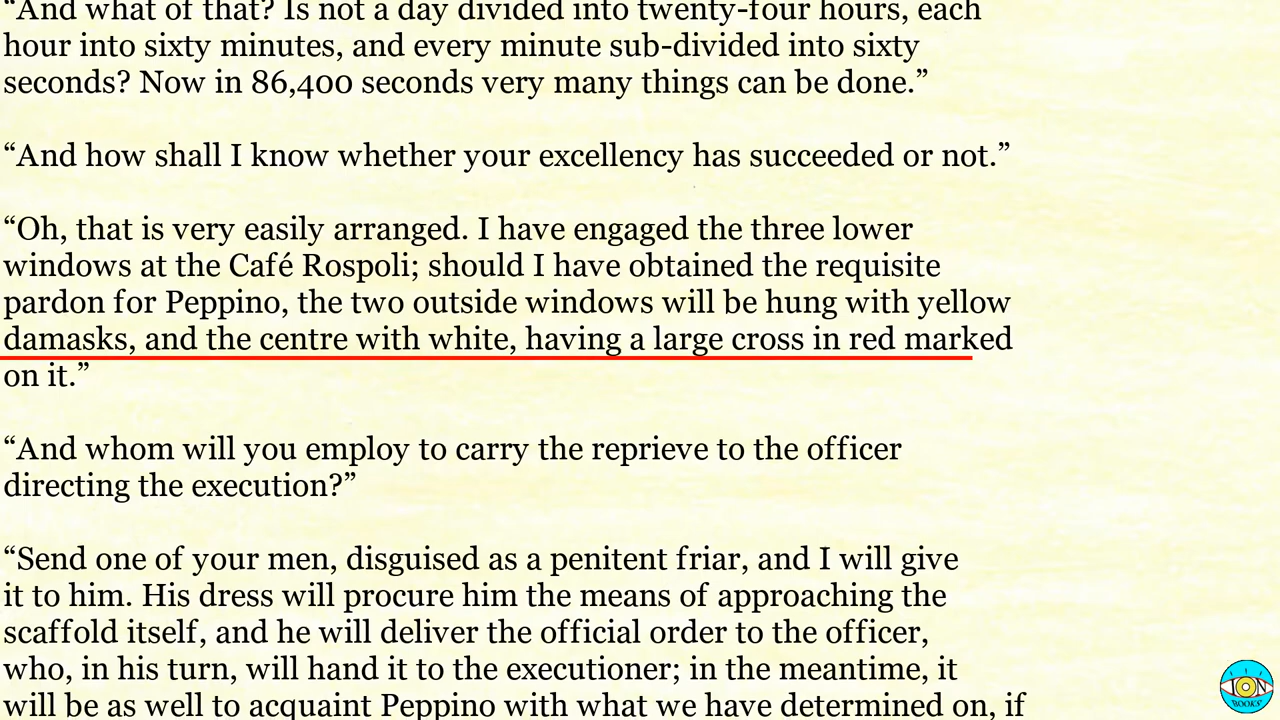 “And what of that? Is not a day divided into twenty-four hours, each
hour into sixty minutes, and every minute sub-divided into sixty
seconds? Now in 86,400 seconds very many things can be done.”
“And how shall I know whether your excellency has succeeded or not.”
“Oh, that is very easily arranged. I have engaged the three lower
windows at the Café Rospoli; should I have obtained the requisite
pardon for Peppino, the two outside windows will be hung with yellow
damasks, and the centre with white, having a large cross in red marked
on it.”
“And whom will you employ to carry the reprieve to the officer
directing the execution?”
“Send one of your men, disguised as a penitent friar, and I will give
it to him. His dress will procure him the means of approaching the
scaffold itself, and he will deliver the official order to the officer,
who, in his turn, will hand it to the executioner; in the meantime, it
will be as well to acquaint Peppino with what we have determined on, if
ION
BOOKS